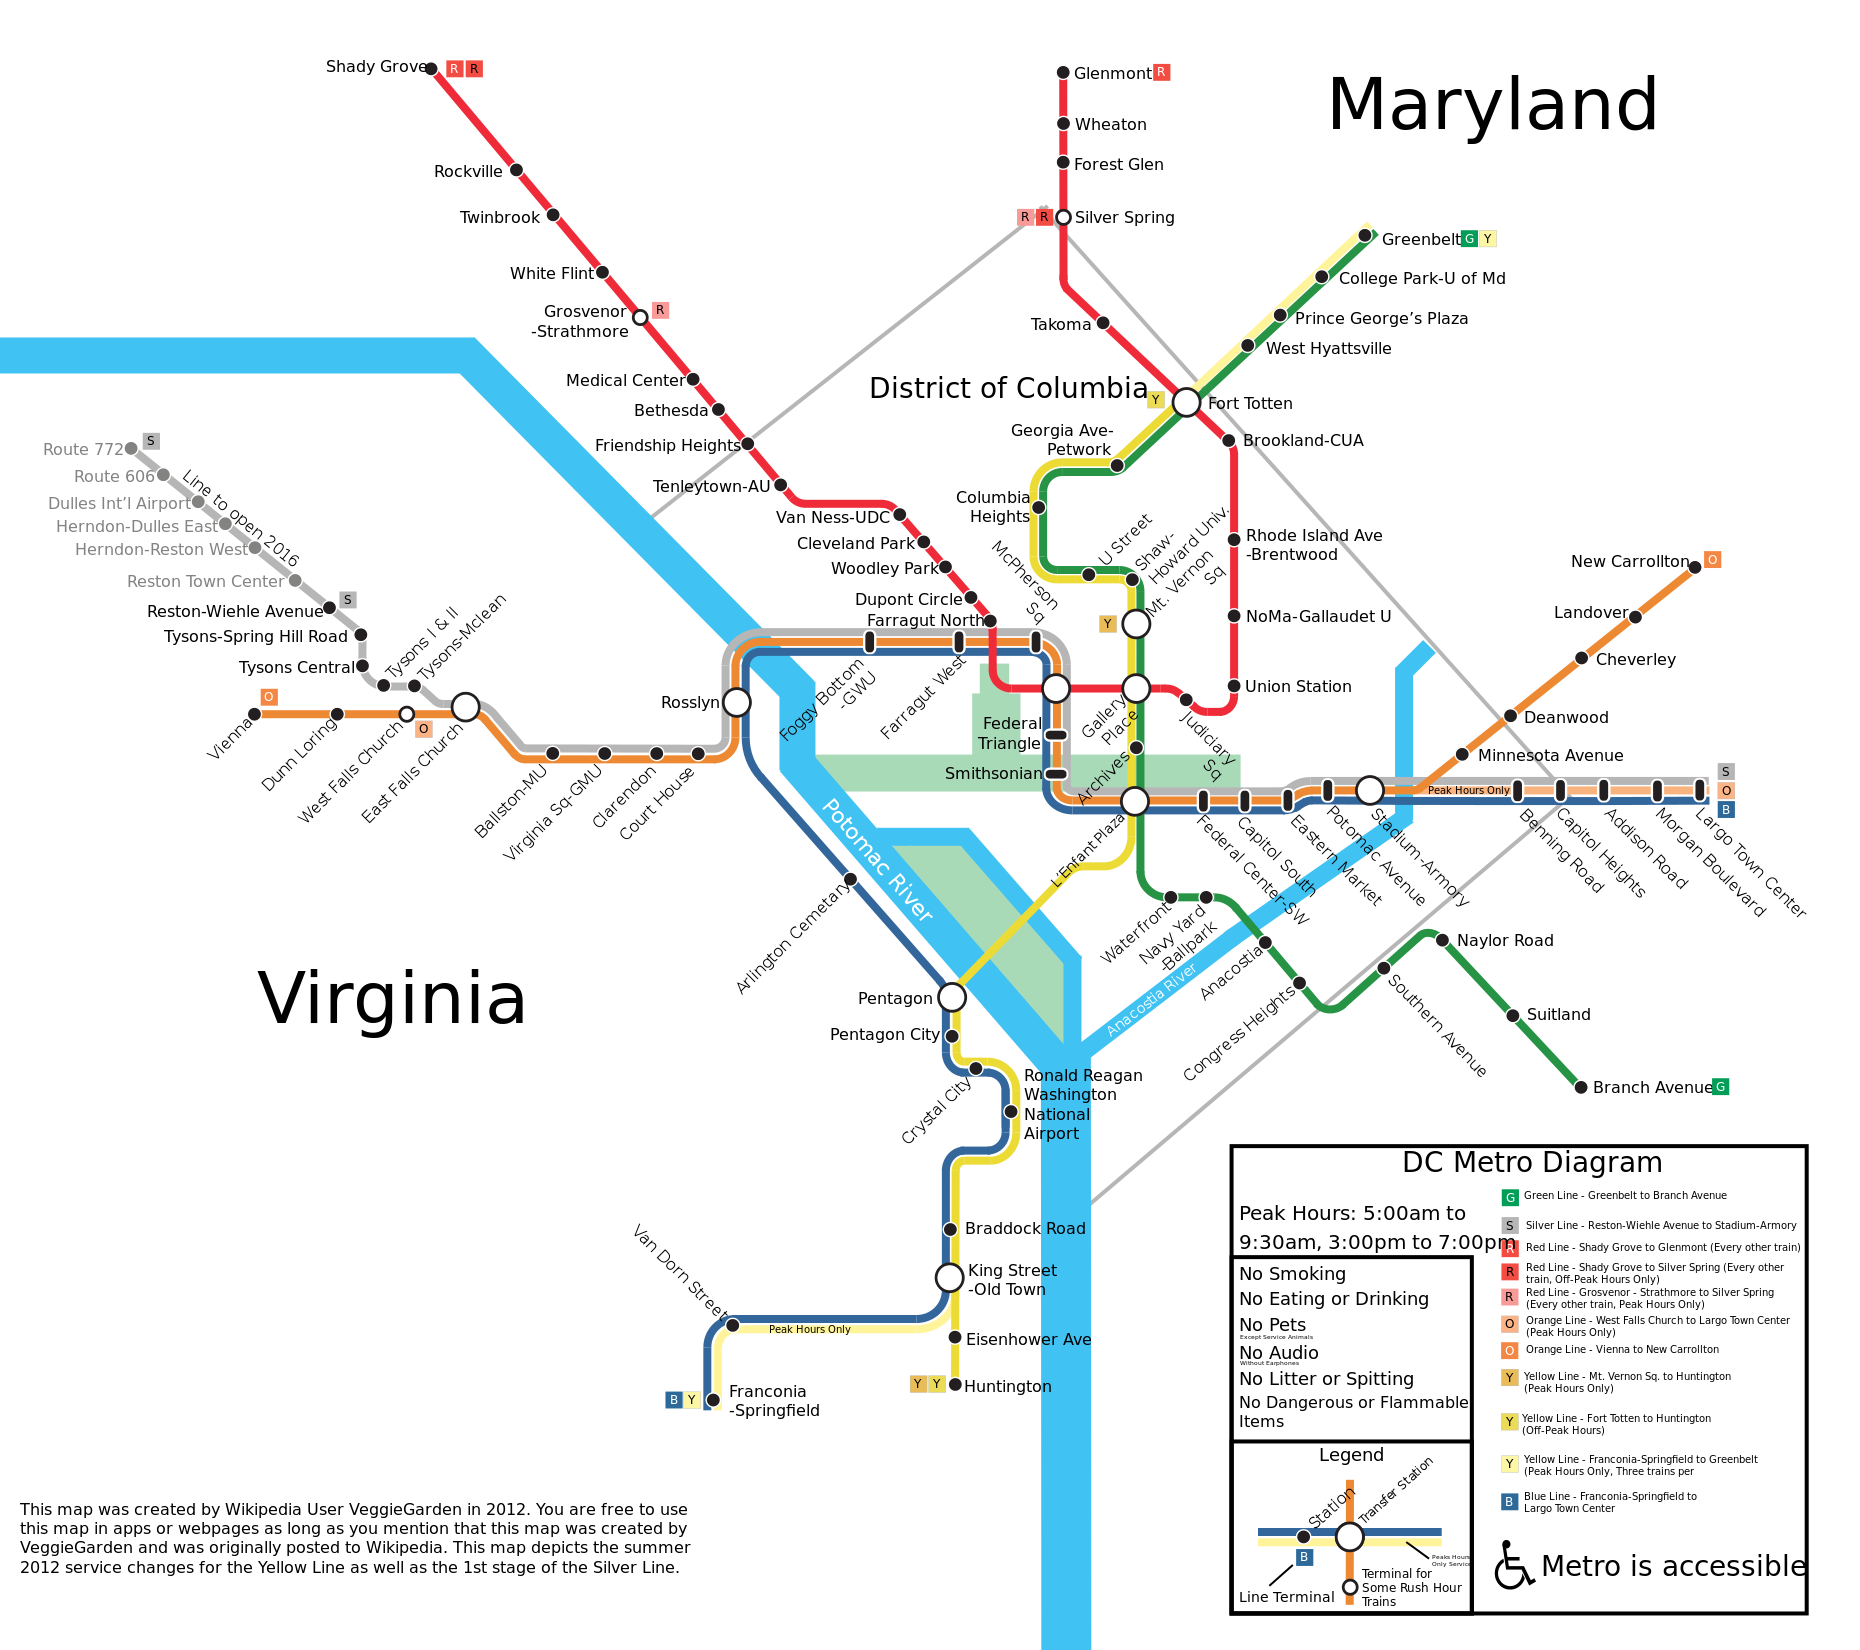 Maryland
District of Columbia
Virginia
Shady Grove
R R
Rockville
Twinbrook
White Flint
Grosvenor
-Strathmore
R
Medical Center
Bethesda
Friendship Heights
Tenleytown-AU
Van Ness-UDC
Cleveland Park
Woodley Park
Dupont Circle
Farragut North
Glenmont
R
Wheaton
Forest Glen
R R
Silver Spring
Takoma
Y
Fort Totten
Brookland-CUA
Rhode Island Ave
-Brentwood
NoMa-Gallaudet U
Union Station
Judiciary
Sq
Gallery
Place
Greenbelt
G Y
College Park-U of Md
Prince George’s Plaza
West Hyattsville
Georgia Ave-
Petwork
Columbia
Heights
U Street
Shaw-
Howard Univ.
Mt. Vernon
Sq
Y
McPherson
Sq
Archives
L'Enfant Plaza
Waterfront
Navy Yard
-Ballpark
Anacostia
Congress Heights
Southern Avenue
Naylor Road
Suitland
Branch Avenue
G
Route 772
S
Route 606
Dulles Int’l Airport
Herndon-Dulles East
Herndon-Reston West
Reston Town Center
Line to open 2016
Reston-Wiehle Avenue
S
Tysons-Spring Hill Road
Tysons Central
Tysons I & II
Tysons-Mclean
O
Vienna
Dunn Loring
West Falls Church
O
East Falls Church
Ballston-MU
Virginia Sq-GMU
Clarendon
Court House
Rosslyn
Foggy Bottom
-GWU
Farragut West
Federal
Triangle
Smithsonian
Federal Center-SW
Capitol South
Eastern Market
Potomac Avenue
Stadium-Armory
Peak Hours Only
Benning Road
Capitol Heights
Addison Road
Morgan Boulevard
Largo Town Center
S
O
B
New Carrollton
O
Landover
Cheverley
Deanwood
Minnesota Avenue
Potomac River
Anacostia River
Arlington Cemetary
Pentagon
Pentagon City
Crystal City
Ronald Reagan
Washington
National
Airport
Braddock Road
King Street
-Old Town
Eisenhower Ave
Y Y
Huntington
Van Dorn Street
Peak Hours Only
B Y
Franconia
-Springfield
This map was created by Wikipedia User VeggieGarden in 2012. You are free to use
this map in apps or webpages as long as you mention that this map was created by
VeggieGarden and was originally posted to Wikipedia. This map depicts the summer
2012 service changes for the Yellow Line as well as the 1st stage of the Silver Line.
DC Metro Diagram
Peak Hours: 5:00am to
9:30am, 3:00pm to 7:00pm
No Smoking
No Eating or Drinking
No Pets
Except Service Animals
No Audio
Without Earphones
No Litter or Spitting
No Dangerous or Flammable
Items
Legend
Station
Transfer Station
B
Peaks Hours
Only Service
Line Terminal
Terminal for
Some Rush Hour
Trains
G Green Line - Greenbelt to Branch Avenue
S Silver Line - Reston-Wiehle Avenue to Stadium-Armory
R Red Line - Shady Grove to Glenmont (Every other train)
R Red Line - Shady Grove to Silver Spring (Every other
train, Off-Peak Hours Only)
R Red Line - Grosvenor - Strathmore to Silver Spring
(Every other train, Peak Hours Only)
O Orange Line - West Falls Church to Largo Town Center
(Peak Hours Only)
O Orange Line - Vienna to New Carrollton
Y Yellow Line - Mt. Vernon Sq. to Huntington
(Peak Hours Only)
Y Yellow Line - Fort Totten to Huntington
(Off-Peak Hours)
Y Yellow Line - Franconia-Springfield to Greenbelt
(Peak Hours Only, Three trains per
B Blue Line - Franconia-Springfield to
Largo Town Center
Metro is accessible